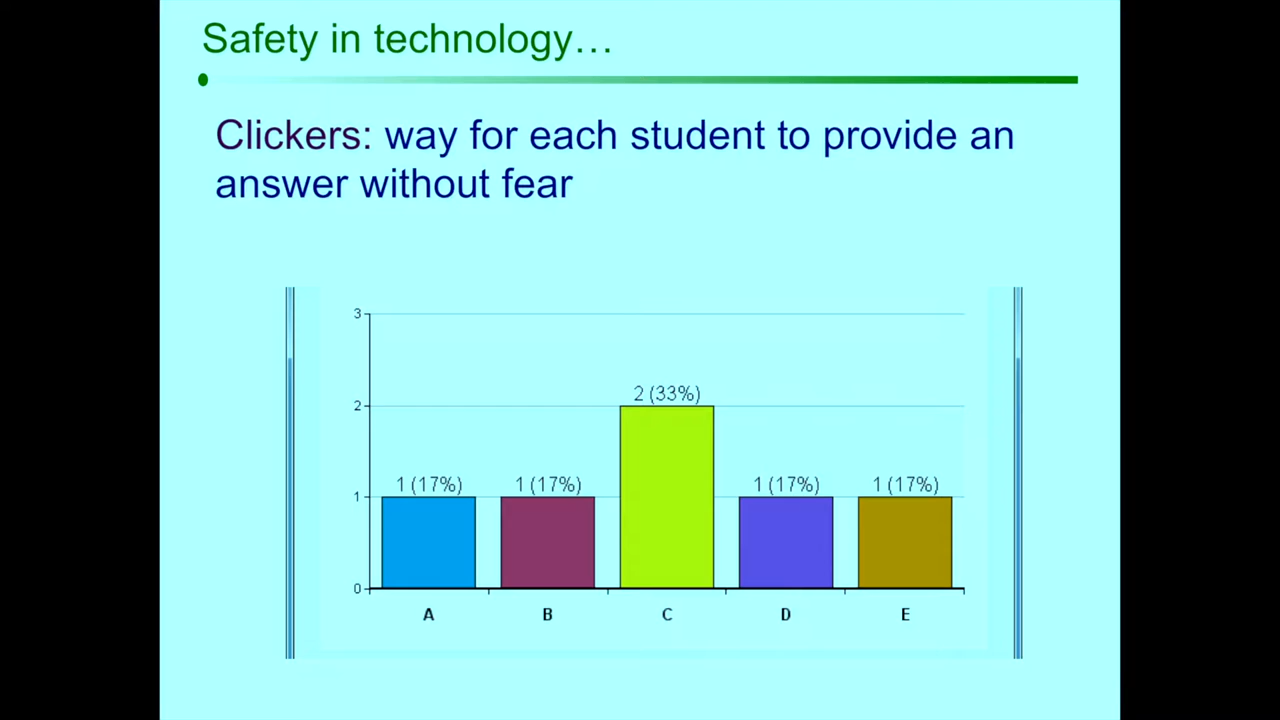 Safety in technology…
Clickers: way for each student to provide an
answer without fear
3
2 (33%)
2
1 (17%) 1 (17%) 1 (17%) 1 (17%)
1
0
A B C D E